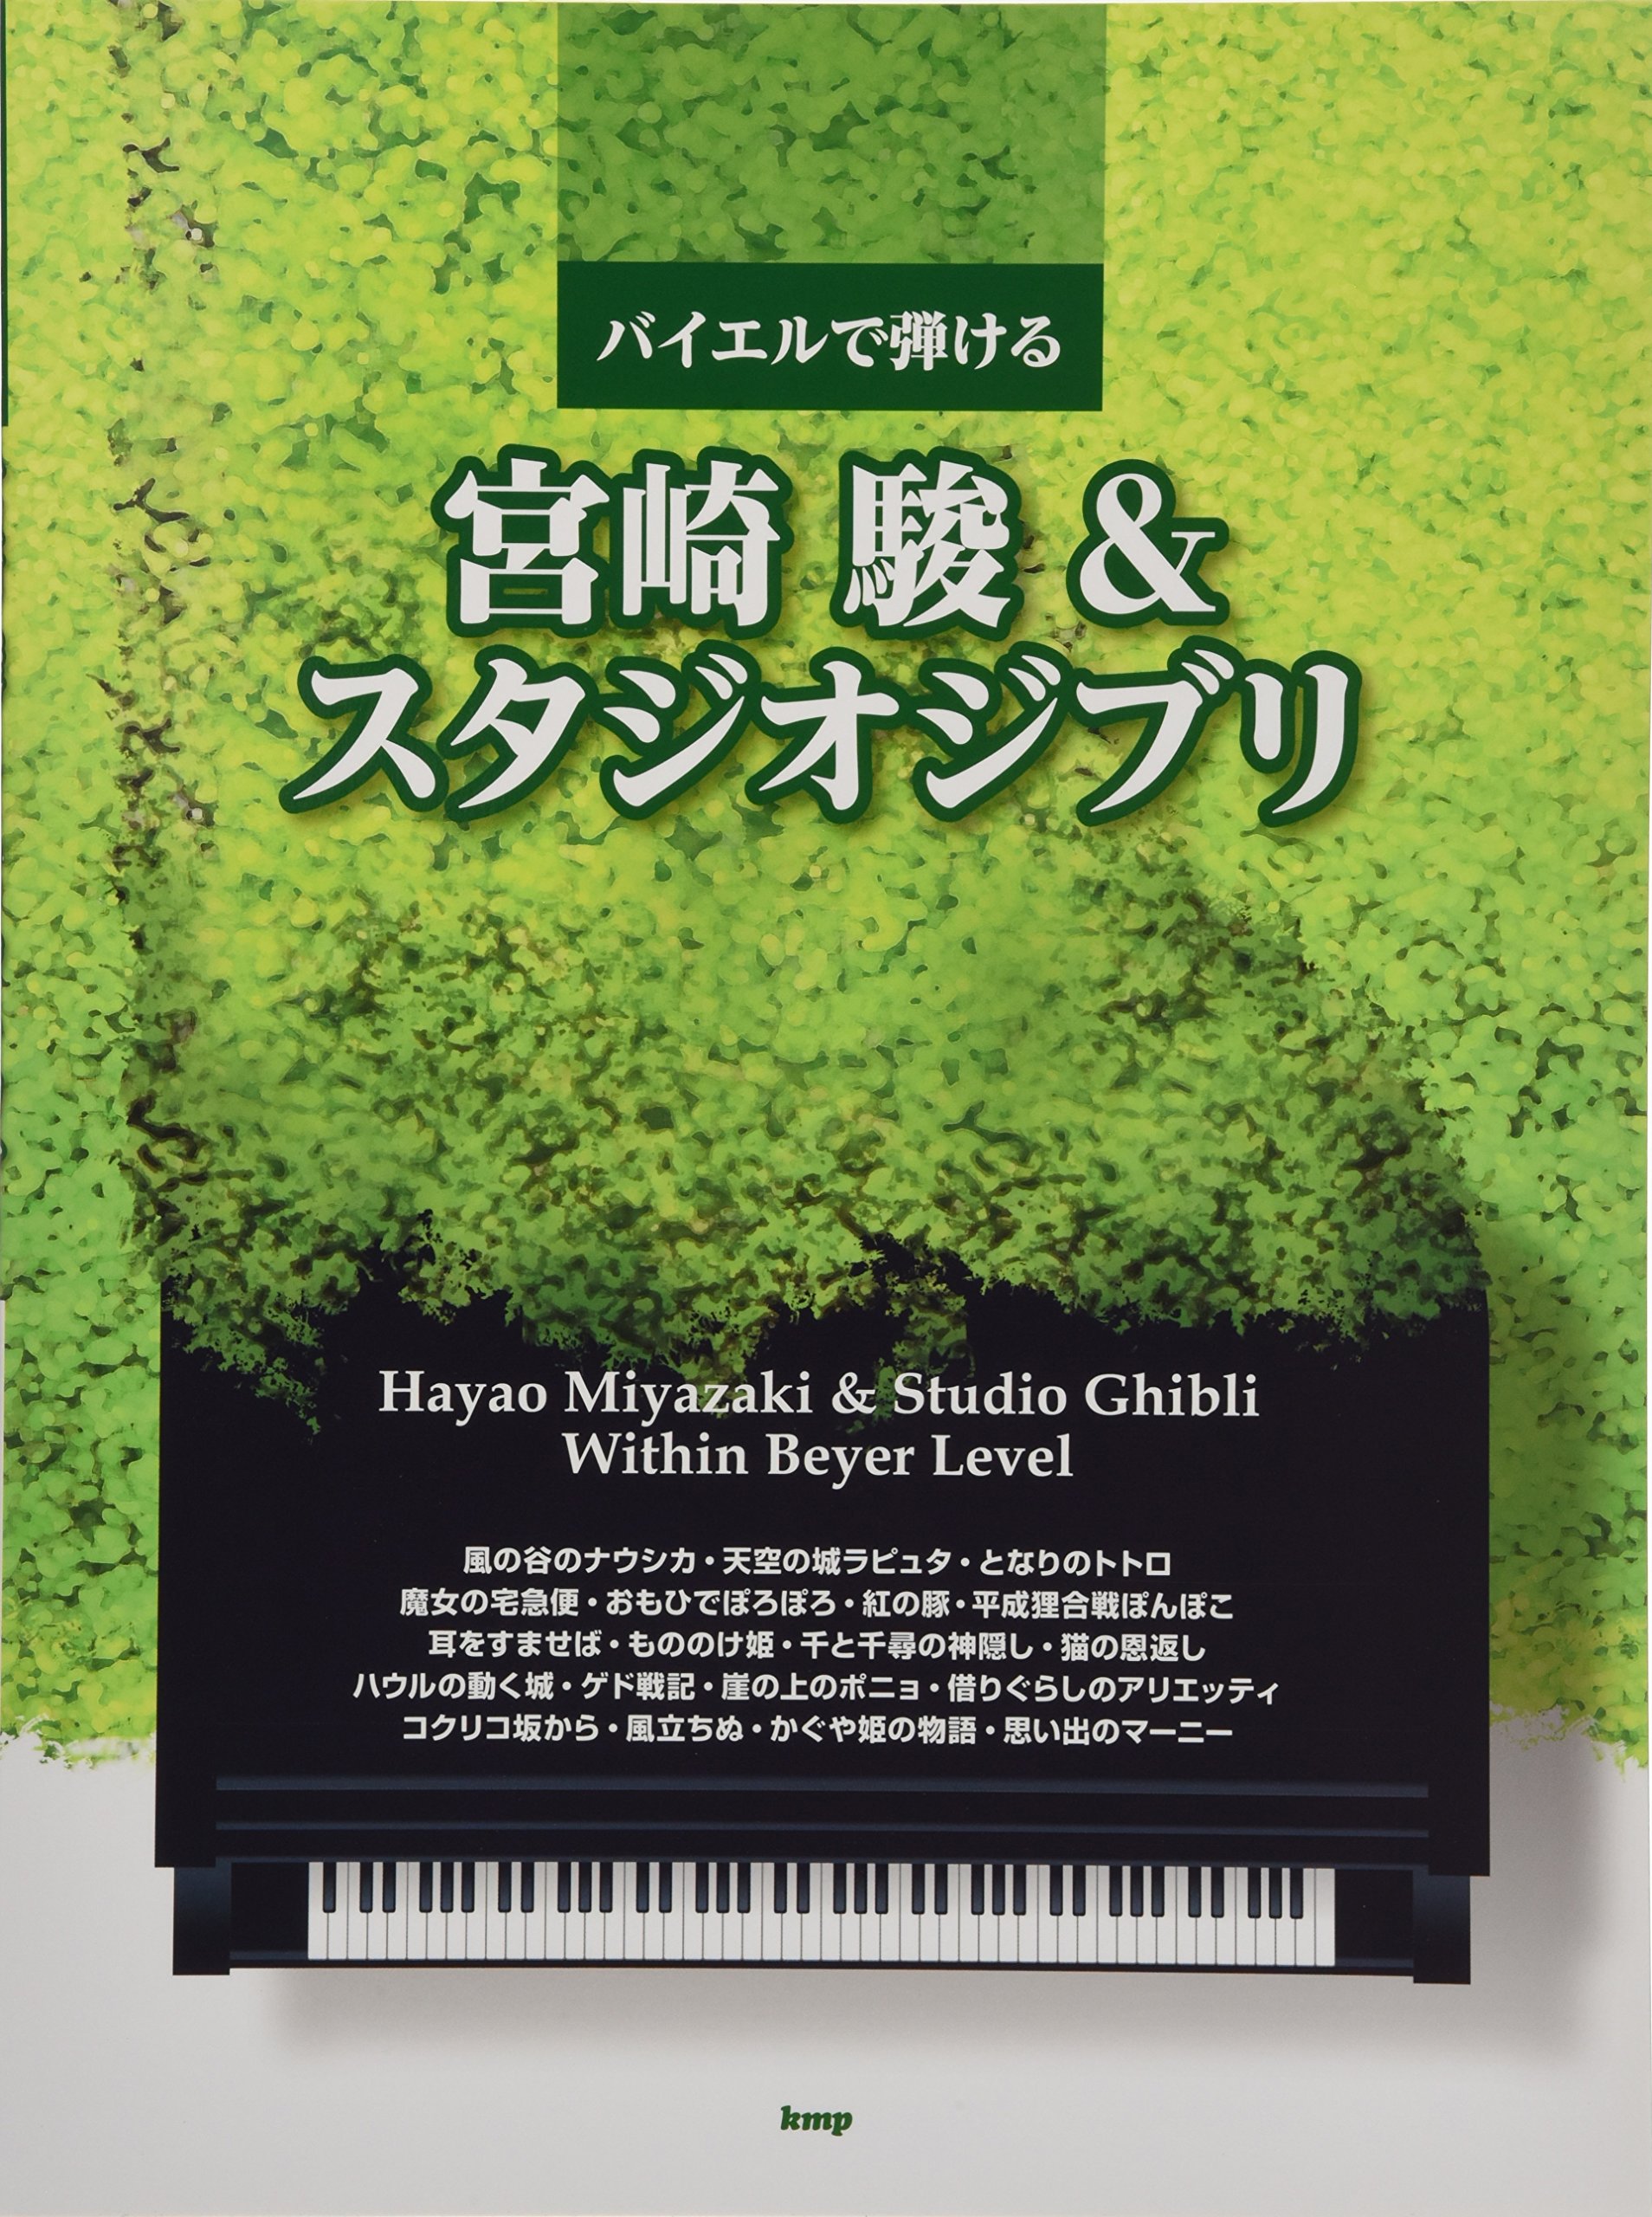 バイエルで弾ける
宮崎 駿 &
スタジオジブリ
Hayao Miyazaki & Studio Ghibli
Within Beyer Level
風の谷のナウシカ・天空の城ラピュタ・となりのトトロ
魔女の宅急便・おもひでぽろぽろ・紅の豚・平成狸合戦ぽんぽこ
耳をすませば・もののけ姫・千と千尋の神隠し・猫の恩返し
ハウルの動く城・ゲド戦記・崖の上のポニョ・借りぐらしのアリエッティ
コクリコ坂から・風立ちぬ・かぐや姫の物語・思い出のマーニー
kmp